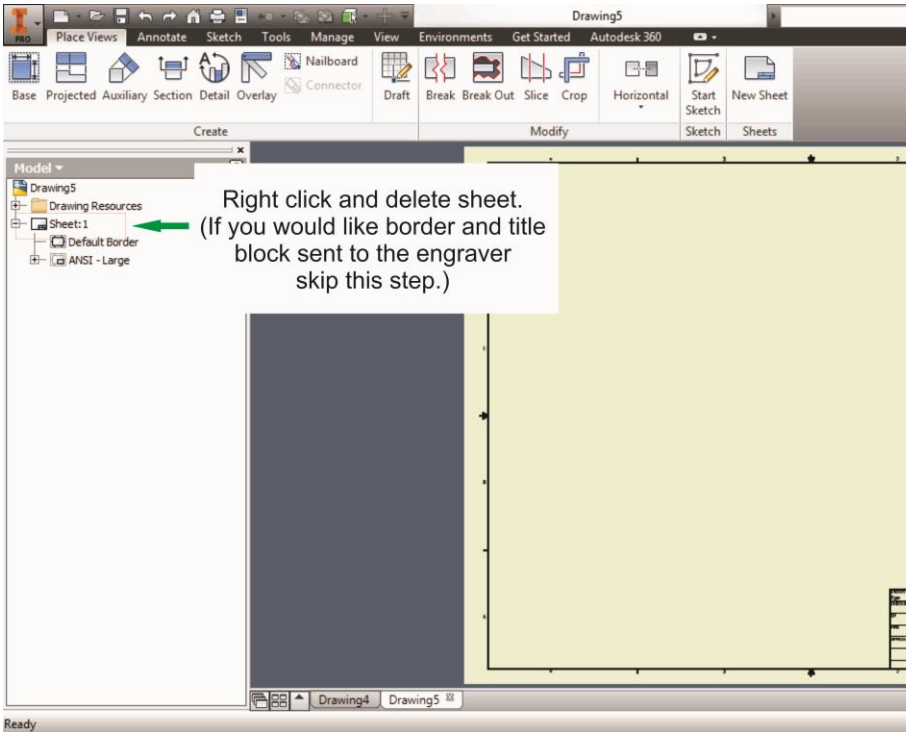 Drawing5
PRO
Place Views Annotate Sketch Tools Manage View Environments Get Started Autodesk 360
Base Projected Auxiliary Section Detail Overlay
Nailboard
Connector
Draft
Break Break Out Slice Crop
Horizontal
Start
Sketch
New Sheet
Create Modify Sketch Sheets
Model
Drawing5
Drawing Resources
Sheet:1
Default Border
ANSI - Large
Right click and delete sheet.
(If you would like border and title
block sent to the engraver
skip this step.)
Drawing4 Drawing5
Ready